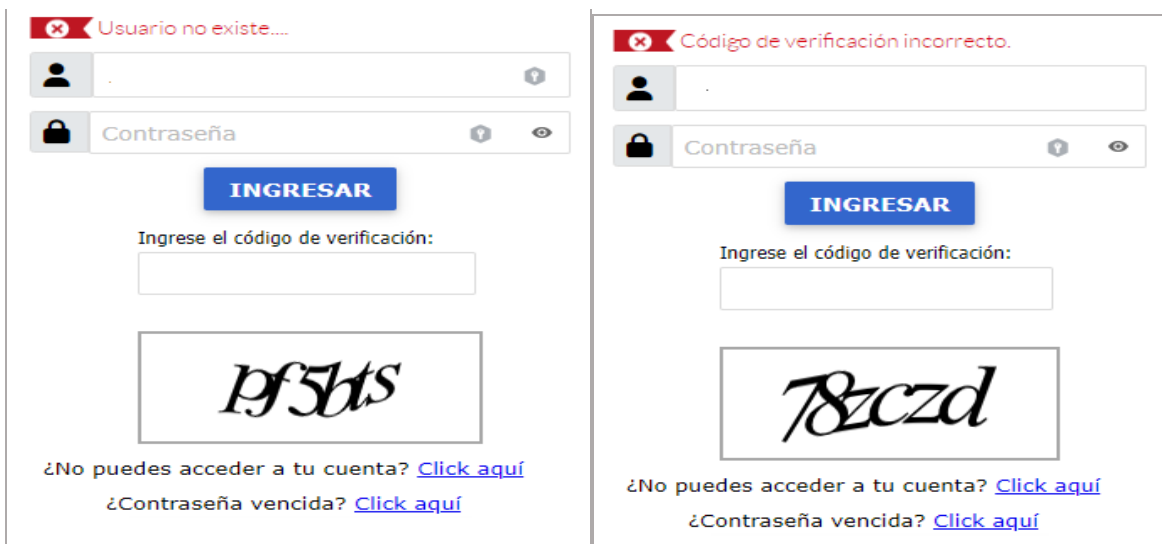 Usuario no existe....
.
Contraseña
INGRESAR
Ingrese el código de verificación:
pf5bts
¿No puedes acceder a tu cuenta? Click aquí
¿Contraseña vencida? Click aquí
Código de verificación incorrecto.
.
Contraseña
INGRESAR
Ingrese el código de verificación:
78zczd
¿No puedes acceder a tu cuenta? Click aquí
¿Contraseña vencida? Click aquí